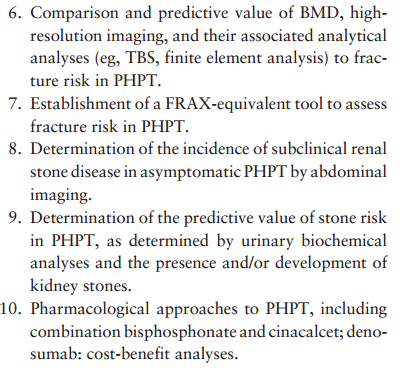 6. Comparison and predictive value of BMD, high-
resolution imaging, and their associated analytical
analyses (eg, TBS, finite element analysis) to frac-
ture risk in PHPT.
7. Establishment of a FRAX-equivalent tool to assess
fracture risk in PHPT.
8. Determination of the incidence of subclinical renal
stone disease in asymptomatic PHPT by abdominal
imaging.
9. Determination of the predictive value of stone risk
in PHPT, as determined by urinary biochemical
analyses and the presence and/or development of
kidney stones.
10. Pharmacological approaches to PHPT, including
combination bisphosphonate and cinacalcet; deno-
sumab: cost-benefit analyses.